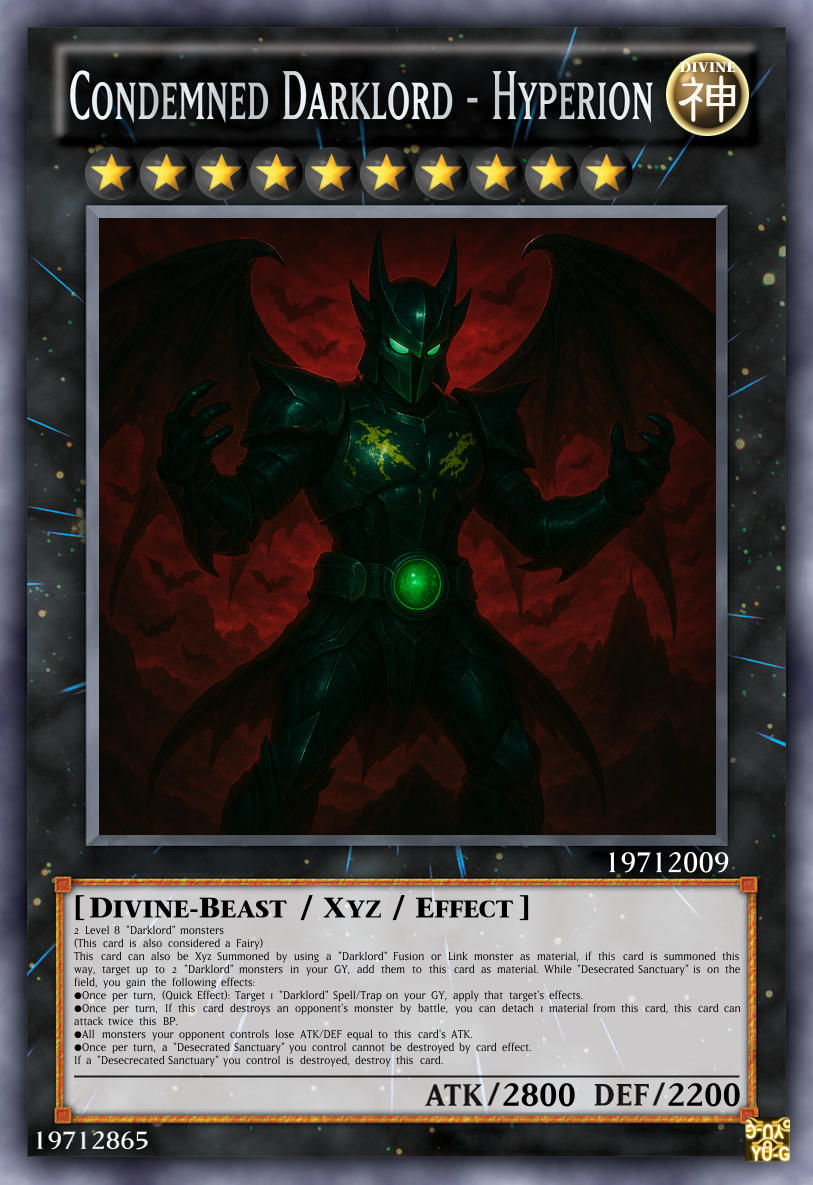 Condemned Darklord - Hyperion
DIVINE
神
19712009
[ Divine-Beast / Xyz / Effect ]
2 Level 8 "Darklord" monsters
(This card is also considered a Fairy)
This card can also be Xyz Summoned by using a "Darklord" Fusion or Link monster as material, if this card is summoned this
way, target up to 2 "Darklord" monsters in your GY, add them to this card as material. While "Desecrated Sanctuary" is on the
field, you gain the following effects:
●Once per turn, (Quick Effect): Target 1 "Darklord" Spell/Trap on your GY, apply that target's effects.
●Once per turn, If this card destroys an opponent's monster by battle, you can detach 1 material from this card, this card can
attack twice this BP.
●All monsters your opponent controls lose ATK/DEF equal to this card's ATK.
●Once per turn, a "Desecrated Sanctuary" you control cannot be destroyed by card effect.
If a "Desecrecated Sanctuary" you control is destroyed, destroy this card.
ATK/2800 DEF/2200
19712865
YU-G